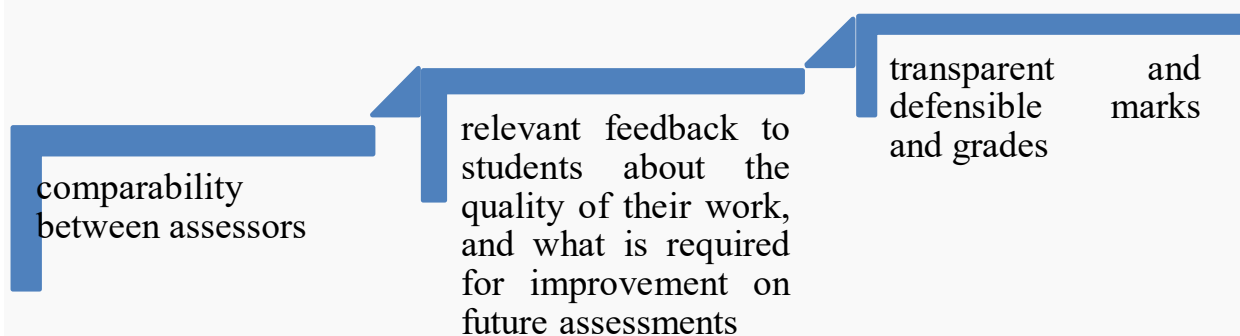 comparability
between assessors
relevant feedback to
students about the
quality of their work,
and what is required
for improvement on
future assessments
transparent and
defensible marks
and grades